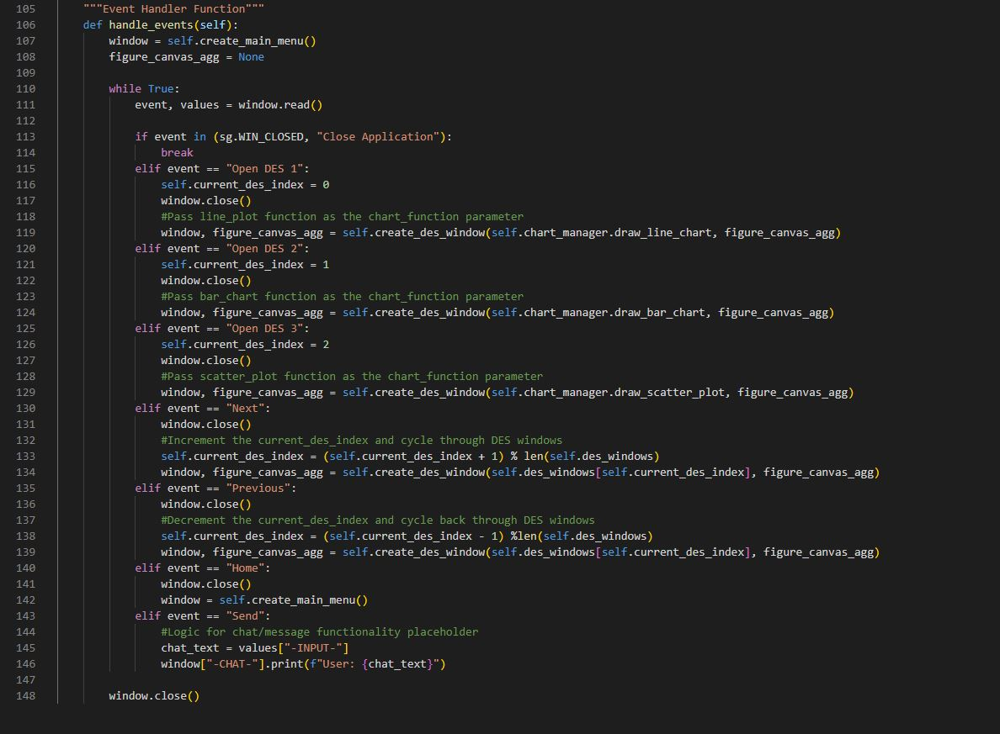 105 """Event Handler Function"""
106 def handle_events(self):
107 window = self.create_main_menu()
108 figure_canvas_agg = None
109
110 while True:
111 event, values = window.read()
112
113 if event in (sg.WIN_CLOSED, "Close Application"):
114 break
115 elif event == "Open DES 1":
116 self.current_des_index = 0
117 window.close()
118 #Pass line_plot function as the chart_function parameter
119 window, figure_canvas_agg = self.create_des_window(self.chart_manager.draw_line_chart, figure_canvas_agg)
120 elif event == "Open DES 2":
121 self.current_des_index = 1
122 window.close()
123 #Pass bar_chart function as the chart_function parameter
124 window, figure_canvas_agg = self.create_des_window(self.chart_manager.draw_bar_chart, figure_canvas_agg)
125 elif event == "Open DES 3":
126 self.current_des_index = 2
127 window.close()
128 #Pass scatter_plot function as the chart_function parameter
129 window, figure_canvas_agg = self.create_des_window(self.chart_manager.draw_scatter_plot, figure_canvas_agg)
130 elif event == "Next":
131 window.close()
132 #Increment the current_des_index and cycle through DES windows
133 self.current_des_index = (self.current_des_index + 1) % len(self.des_windows)
134 window, figure_canvas_agg = self.create_des_window(self.des_windows[self.current_des_index], figure_canvas_agg)
135 elif event == "Previous":
136 window.close()
137 #Decrement the current_des_index and cycle back through DES windows
138 self.current_des_index = (self.current_des_index - 1) %len(self.des_windows)
139 window, figure_canvas_agg = self.create_des_window(self.des_windows[self.current_des_index], figure_canvas_agg)
140 elif event == "Home":
141 window.close()
142 window = self.create_main_menu()
143 elif event == "Send":
144 #Logic for chat/message functionality placeholder
145 chat_text = values["-INPUT-"]
146 window["-CHAT-"].print(f"User: {chat_text}")
147
148 window.close()